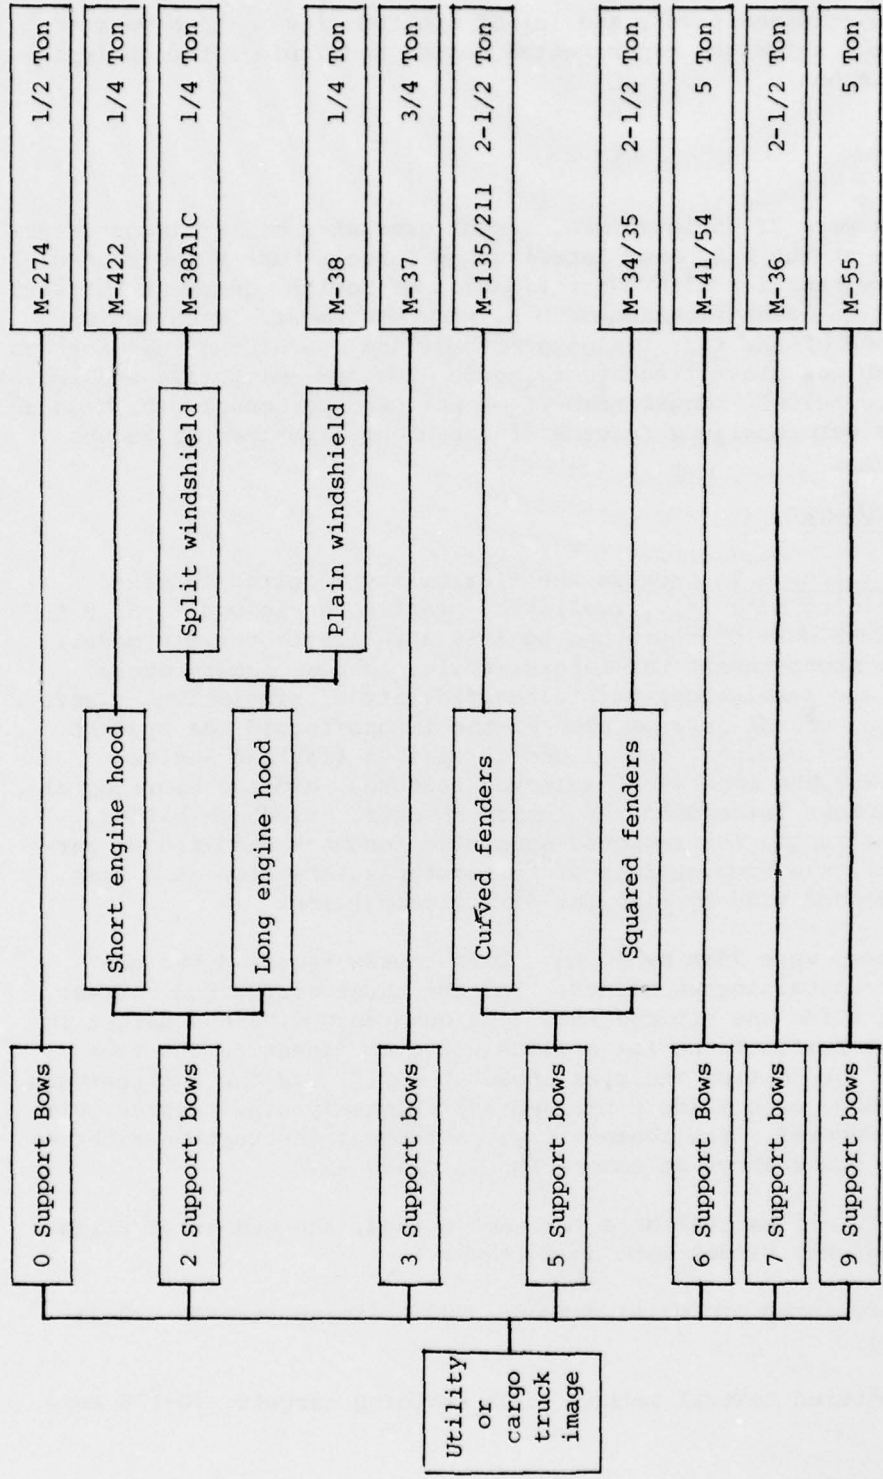 Utility
or
cargo
truck
image
0 Support Bows
2 Support bows
3 Support bows
5 Support bows
6 Support Bows
7 Support bows
9 Support bows
Short engine hood
Long engine hood
Curved fenders
Squared fenders
Split windshield
Plain windshield
M-274 1/2 Ton
M-422 1/4 Ton
M-38A1C 1/4 Ton
M-38 1/4 Ton
M-37 3/4 Ton
M-135/211 2-1/2 Ton
M-34/35 2-1/2 Ton
M-41/54 5 Ton
M-36 2-1/2 Ton
M-55 5 Ton